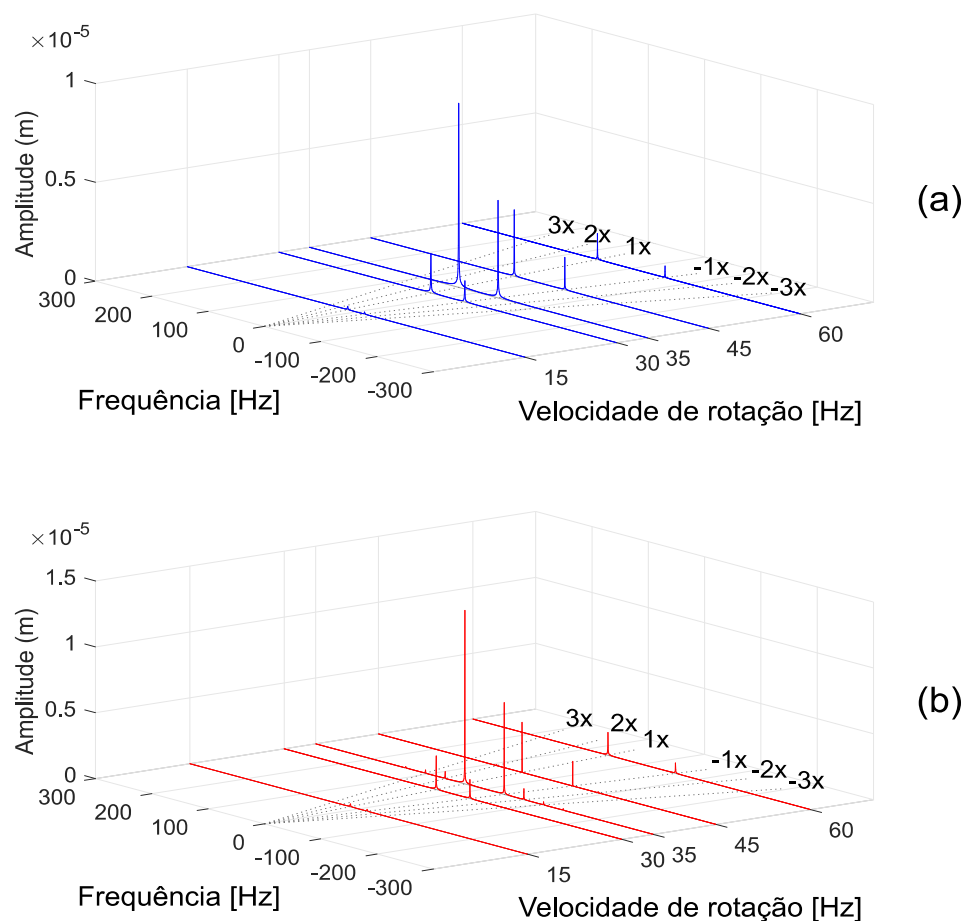 ×10⁻⁵
1
0.5
0
Amplitude (m)
300
200
100
0
-100
-200
-300
Frequência [Hz]
3x
2x
1x
-1x
-2x
-3x
15
30
35
45
60
Velocidade de rotação [Hz]
(a)
×10⁻⁵
1.5
1
0.5
0
Amplitude (m)
300
200
100
0
-100
-200
-300
Frequência [Hz]
3x
2x
1x
-1x
-2x
-3x
15
30
35
45
60
Velocidade de rotação [Hz]
(b)